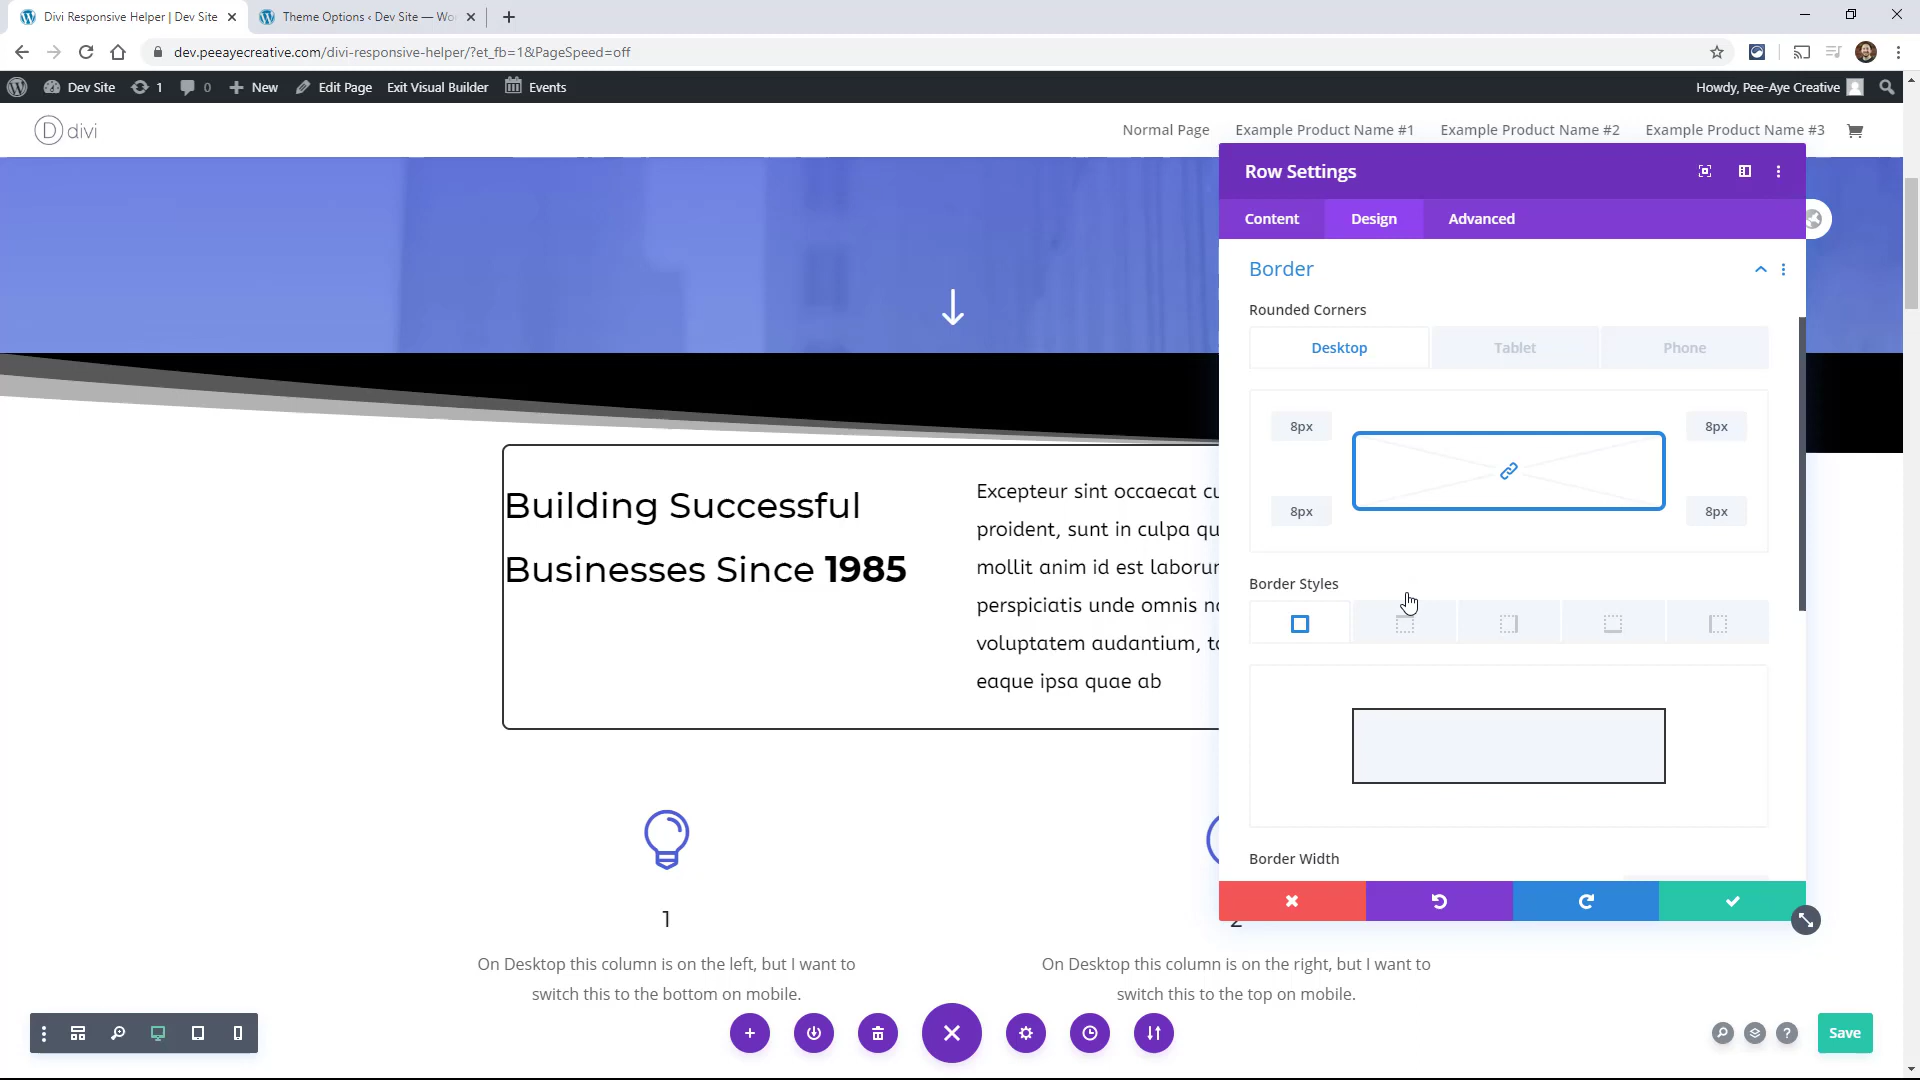 Divi Responsive Helper | Dev Site
Theme Options ‹ Dev Site — Wo
dev.peeayecreative.com/divi-responsive-helper/?et_fb=1&PageSpeed=off
Dev Site
1
0
New
Edit Page
Exit Visual Builder
Events
Howdy, Pee-Aye Creative
D divi
Normal Page
Example Product Name #1
Example Product Name #2
Example Product Name #3
Row Settings
Content
Design
Advanced
Border
Rounded Corners
Desktop
Tablet
Phone
8px
8px
8px
8px
Border Styles
Border Width
Building Successful
Businesses Since 1985
Excepteur sint occaecat cu
proident, sunt in culpa qu
mollit anim id est laborum
perspiciatis unde omnis
voluptatem audantium,
eaque ipsa quae ab
1
On Desktop this column is on the left, but I want to
switch this to the bottom on mobile.
2
On Desktop this column is on the right, but I want to
switch this to the top on mobile.
?
Save